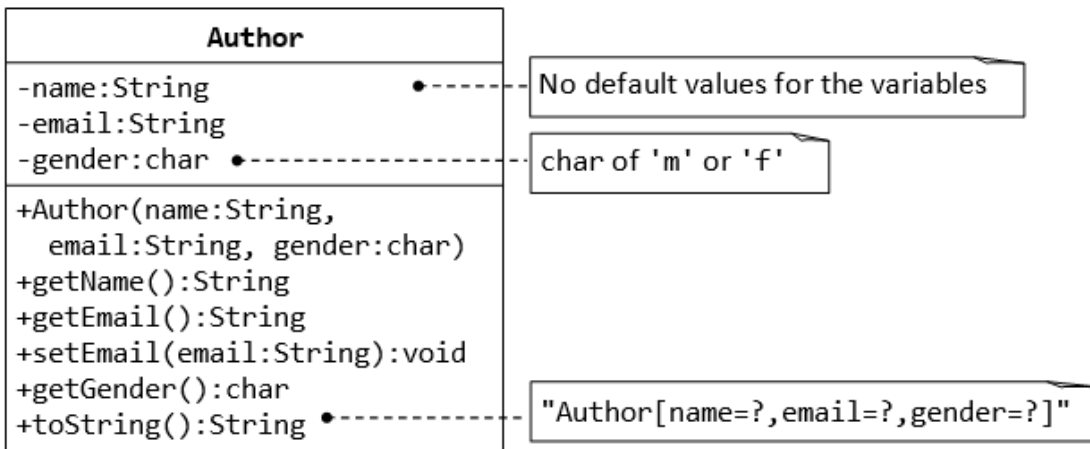 Author
-name:String
No default values for the variables
-email:String
-gender:char
char of 'm' or 'f'
+Author(name:String,
email:String, gender:char)
+getName():String
+getEmail():String
+setEmail(email:String):void
+getGender():char
+toString():String
"Author[name=?,email=?,gender=?]"